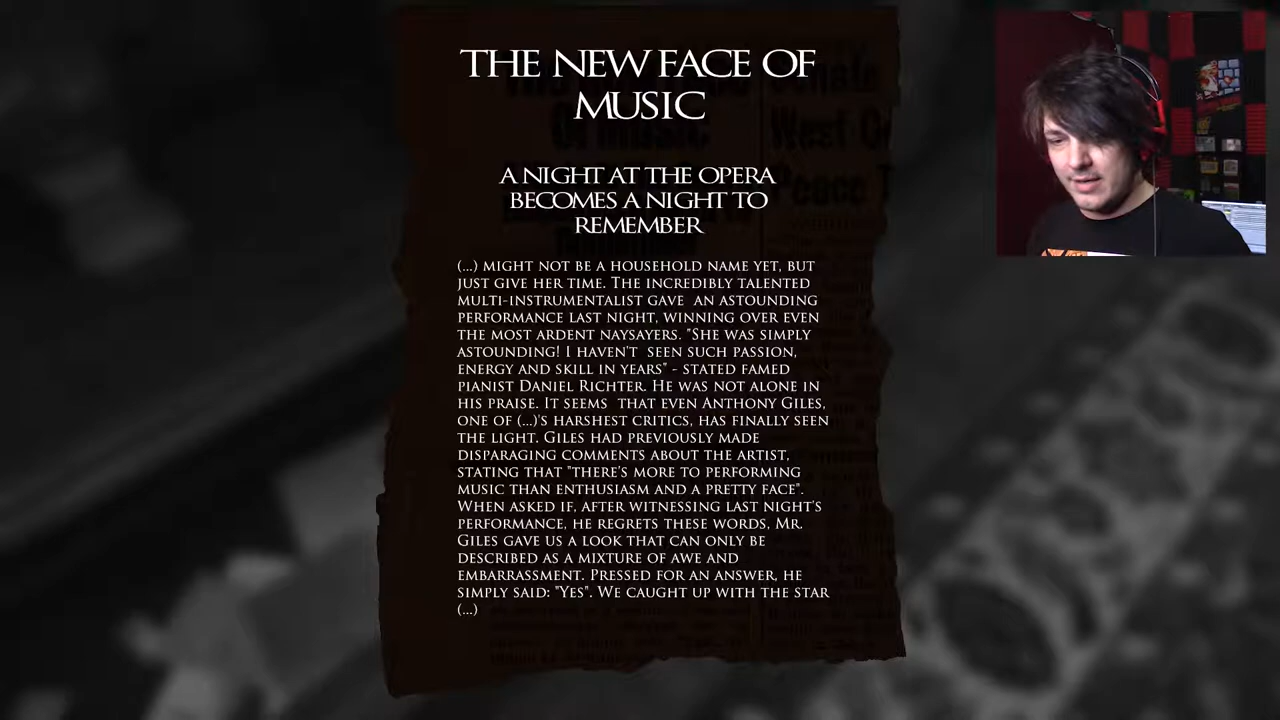 THE NEW FACE OF
MUSIC
A NIGHT AT THE OPERA
BECOMES A NIGHT TO
REMEMBER
(...) MIGHT NOT BE A HOUSEHOLD NAME YET, BUT
JUST GIVE HER TIME. THE INCREDIBLY TALENTED
MULTI-INSTRUMENTALIST GAVE AN ASTOUNDING
PERFORMANCE LAST NIGHT, WINNING OVER EVEN
THE MOST ARDENT NAYSAYERS. "SHE WAS SIMPLY
ASTOUNDING! I HAVEN'T SEEN SUCH PASSION,
ENERGY AND SKILL IN YEARS" - STATED FAMED
PIANIST DANIEL RICHTER. HE WAS NOT ALONE IN
HIS PRAISE. IT SEEMS THAT EVEN ANTHONY GILES,
ONE OF (...)'S HARSHEST CRITICS, HAS FINALLY SEEN
THE LIGHT. GILES HAD PREVIOUSLY MADE
DISPARAGING COMMENTS ABOUT THE ARTIST,
STATING THAT "THERE'S MORE TO PERFORMING
MUSIC THAN ENTHUSIASM AND A PRETTY FACE".
WHEN ASKED IF, AFTER WITNESSING LAST NIGHT'S
PERFORMANCE, HE REGRETS THESE WORDS, MR.
GILES GAVE US A LOOK THAT CAN ONLY BE
DESCRIBED AS A MIXTURE OF AWE AND
EMBARRASSMENT. PRESSED FOR AN ANSWER, HE
SIMPLY SAID: "YES". WE CAUGHT UP WITH THE STAR
(...)